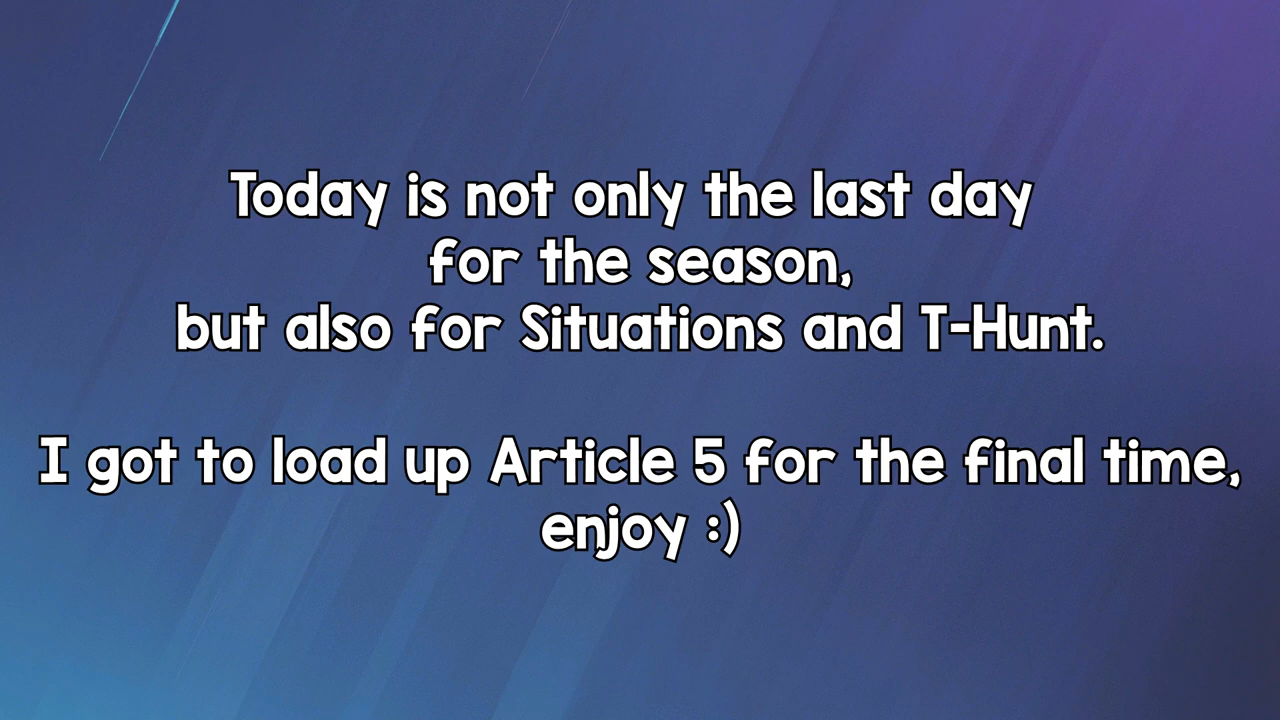 Today is not only the last day
for the season,
but also for Situations and T-Hunt.
I got to load up Article 5 for the final time,
enjoy :)